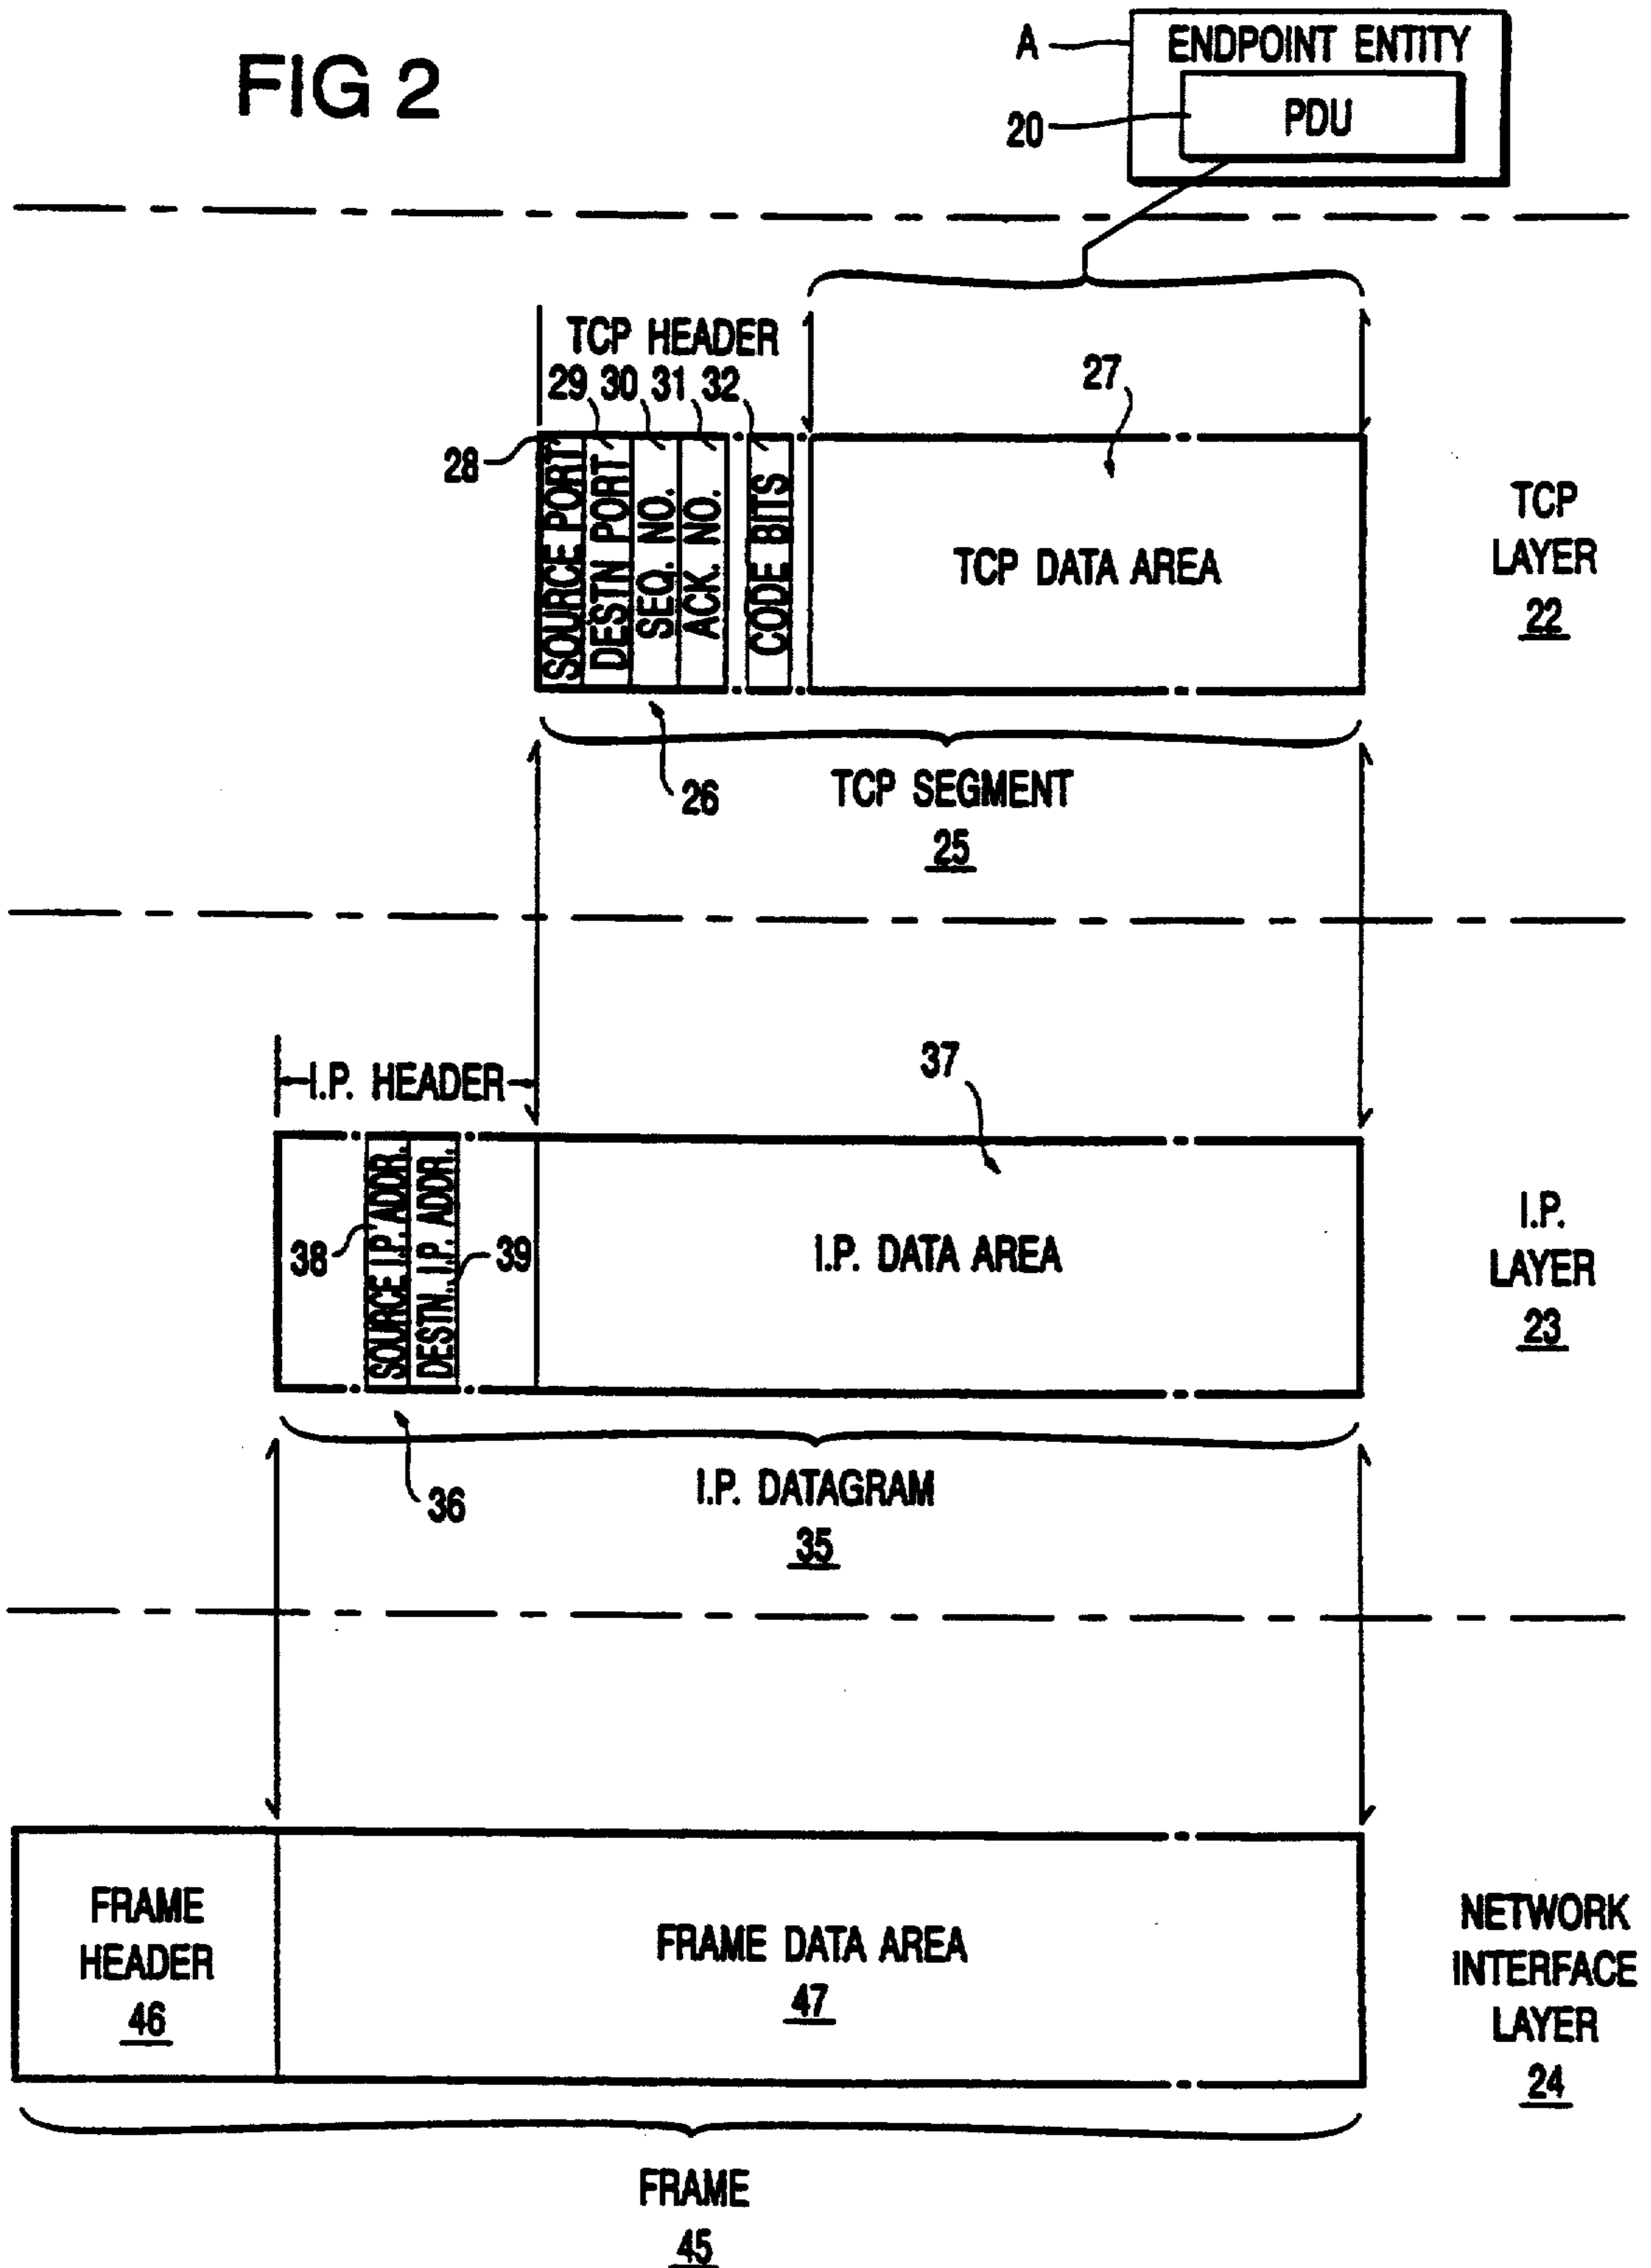 FIG 2
A
ENDPOINT ENTITY
20
PDU
TCP HEADER
29 30 31 32
27
28
SOURCE PORT
DESTN PORT
SEQ. NO.
ACK. NO.
CODE BITS
TCP DATA AREA
TCP
LAYER
22
26
TCP SEGMENT
25
I.P. HEADER
37
38
SOURCE I.P. ADDR.
DESTN. I.P. ADDR.
39
I.P. DATA AREA
I.P.
LAYER
23
36
I.P. DATAGRAM
35
FRAME
HEADER
46
FRAME DATA AREA
47
NETWORK
INTERFACE
LAYER
24
FRAME
45